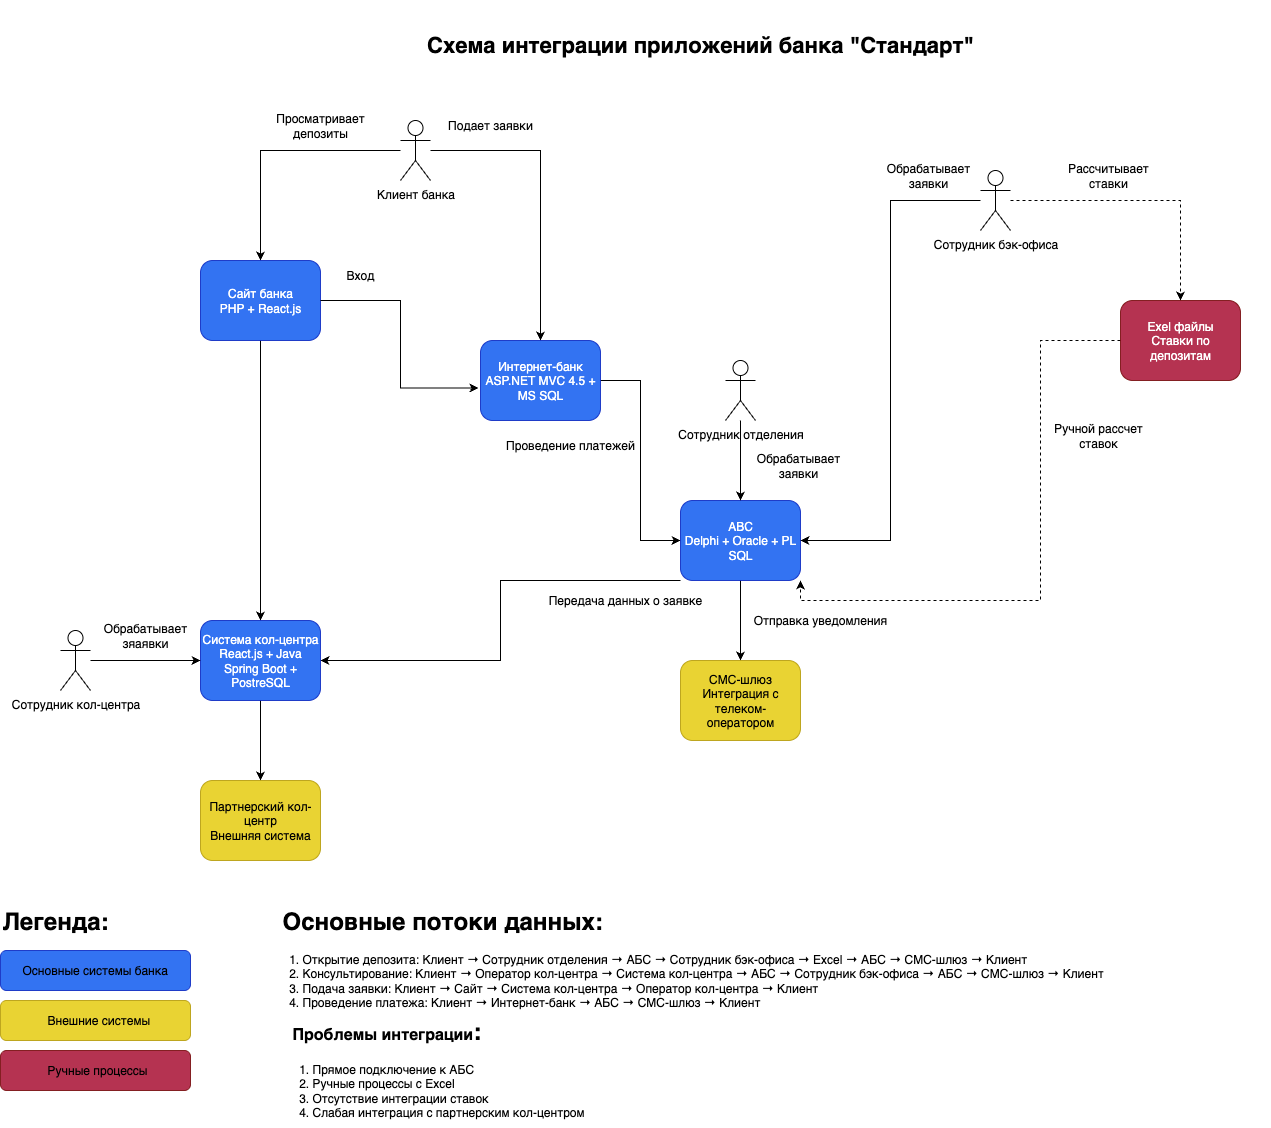 Схема интеграции приложений банка "Стандарт"
Просматривает
депозиты
Подает заявки
Клиент банка
Обрабатывает
заявки
Рассчитывает
ставки
Сотрудник бэк-офиса
Сайт банка
PHP + React.js
Вход
Интернет-банк
ASP.NET MVC 4.5 +
MS SQL
Exel файлы
Ставки по
депозитам
Сотрудник отделения
Проведение платежей
Обрабатывает
заявки
Ручной рассчет
ставок
АВС
Delphi + Oracle + PL
SQL
Передача данных о заявке
Отправка уведомления
Обрабатывает
зяаявки
Сотрудник кол-центра
Система кол-центра
React.js + Java
Spring Boot +
PostreSQL
СМС-шлюз
Интеграция с
телеком-
оператором
Партнерский кол-
центр
Внешняя система
Легенда:
Основные системы банка
Внешние системы
Ручные процессы
Основные потоки данных:
1. Открытие депозита: Клиент → Сотрудник отделения → АБС → Сотрудник бэк-офиса → Excel → АБС → СМС-шлюз → Клиент
2. Консультирование: Клиент → Оператор кол-центра → Система кол-центра → АБС → Сотрудник бэк-офиса → АБС → СМС-шлюз → Клиент
3. Подача заявки: Клиент → Сайт → Система кол-центра → Оператор кол-центра → Клиент
4. Проведение платежа: Клиент → Интернет-банк → АБС → СМС-шлюз → Клиент
Проблемы интеграции:
1. Прямое подключение к АБС
2. Ручные процессы с Excel
3. Отсутствие интеграции ставок
4. Слабая интеграция с партнерским кол-центром